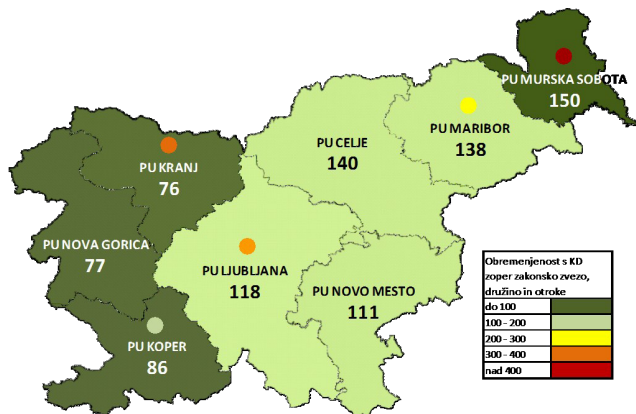 PU MURSKA SOBOTA
150
PU MARIBOR
138
PU CELJE
140
PU KRANJ
76
PU NOVA GORICA
77
PU LJUBLJANA
118
PU NOVO MESTO
111
PU KOPER
86
Obremenjenost s KD
zoper zakonsko zvezo,
družino in otroke
do 100
100 - 200
200 - 300
300 - 400
nad 400